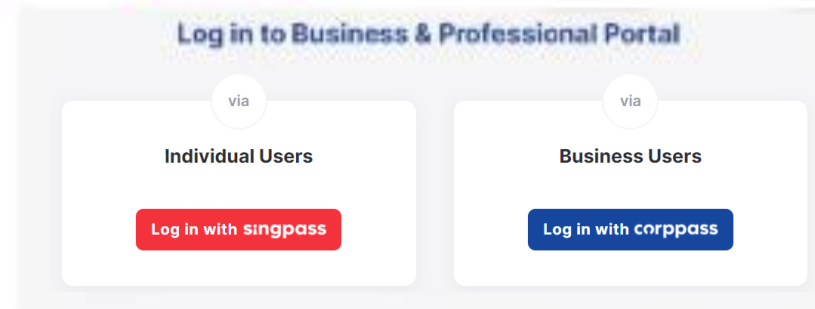 Log in to Business & Professional Portal
via
Individual Users
Log in with singpass
via
Business Users
Log in with corppass